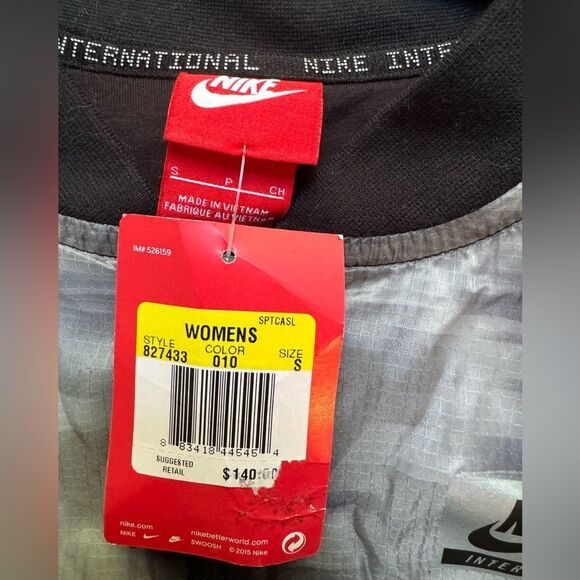 INTERNATIONAL NIKE INTE
NIKE
S P CH
MADE IN VIETNAM
FABRIQUE AU VIETNAM
IM# 526159
SPTCASL
WOMENS
STYLE COLOR SIZE
827433 010 S
8 83418 44545 4
SUGGESTED
RETAIL
$140.00
nike.com
nikebetterworld.com
SWOOSH © 2015 Nike
INTER